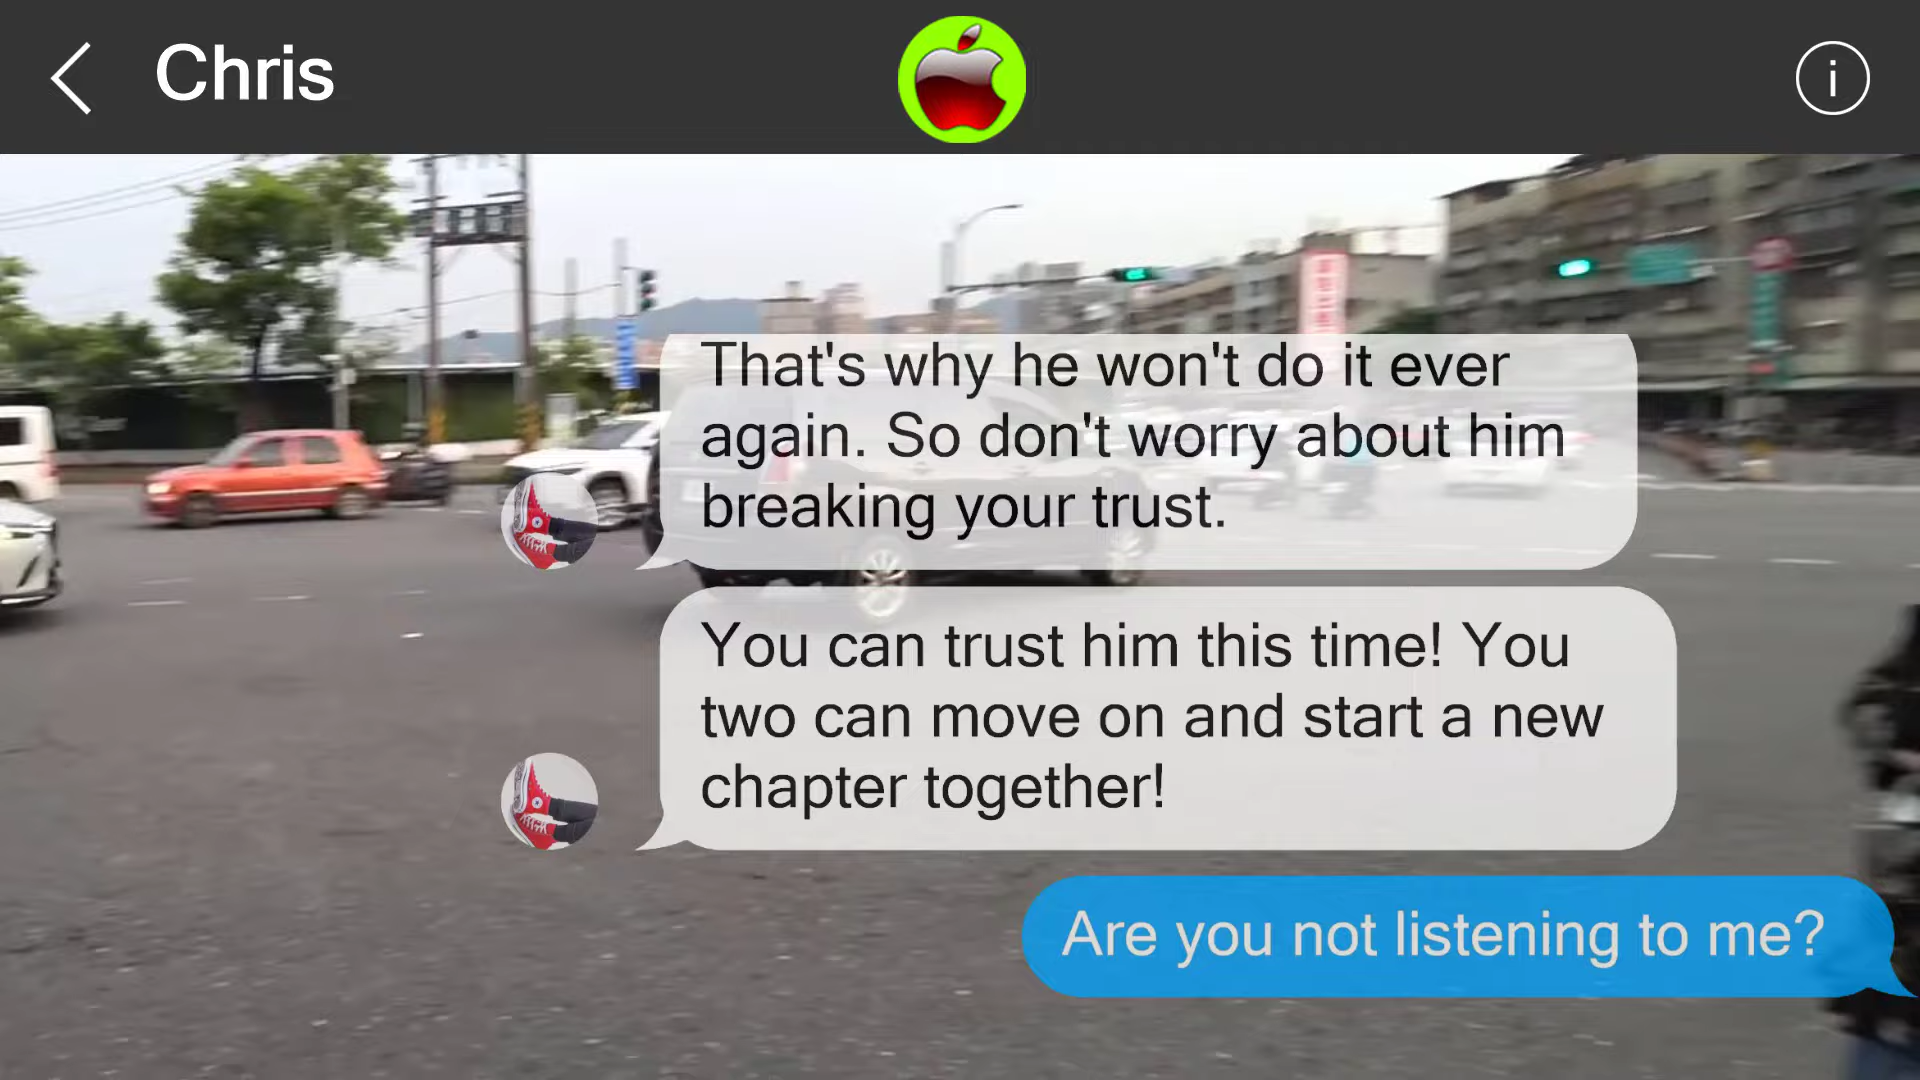 Chris
That's why he won't do it ever
again. So don't worry about him
breaking your trust.
You can trust him this time! You
two can move on and start a new
chapter together!
Are you not listening to me?